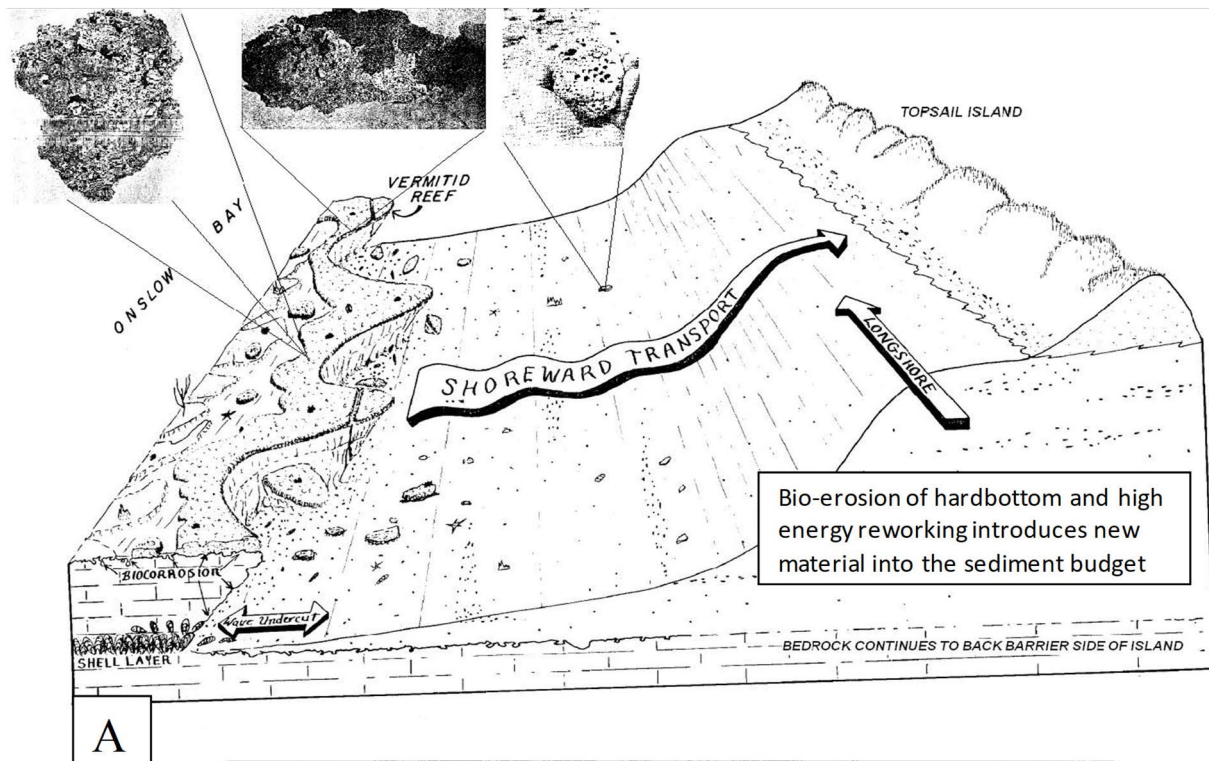 TOPSAIL ISLAND
VERMITID
REEF
ONSLOW BAY
SHOREWARD TRANSPORT
LONGSHORE
Bio-erosion of hardbottom and high
energy reworking introduces new
material into the sediment budget
BIOCORROSION
Wave Undercut
SHELL LAYER
BEDROCK CONTINUES TO BACK BARRIER SIDE OF ISLAND
A